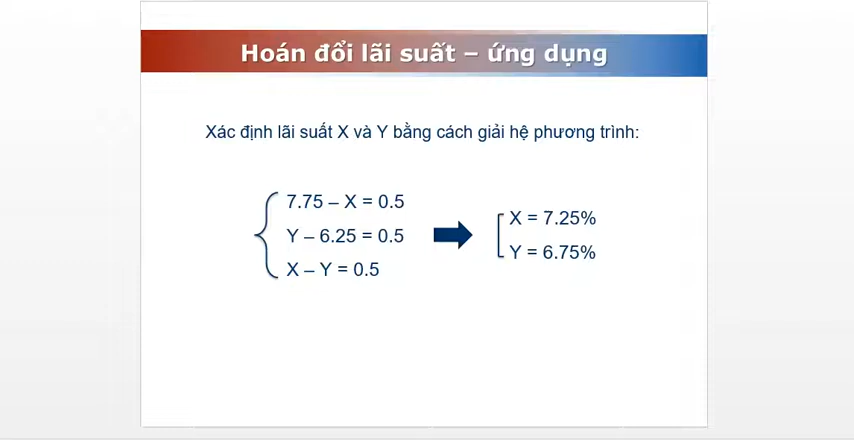 Hoán đổi lãi suất – ứng dụng
Xác định lãi suất X và Y bằng cách giải hệ phương trình:
7.75 – X = 0.5
Y – 6.25 = 0.5
X – Y = 0.5
X = 7.25%
Y = 6.75%